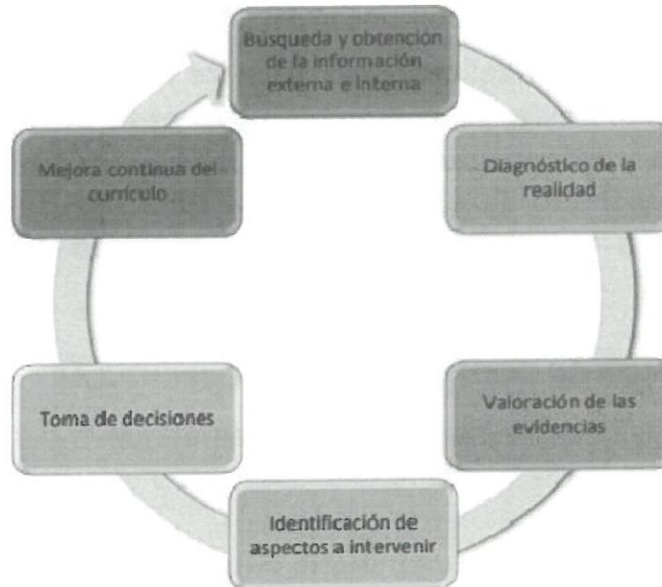 Búsqueda y obtención
de la información
externa e interna
Diagnóstico de la
realidad
Valoración de las
evidencias
Identificación de
aspectos a intervenir
Toma de decisiones
Mejora continua del
currículo